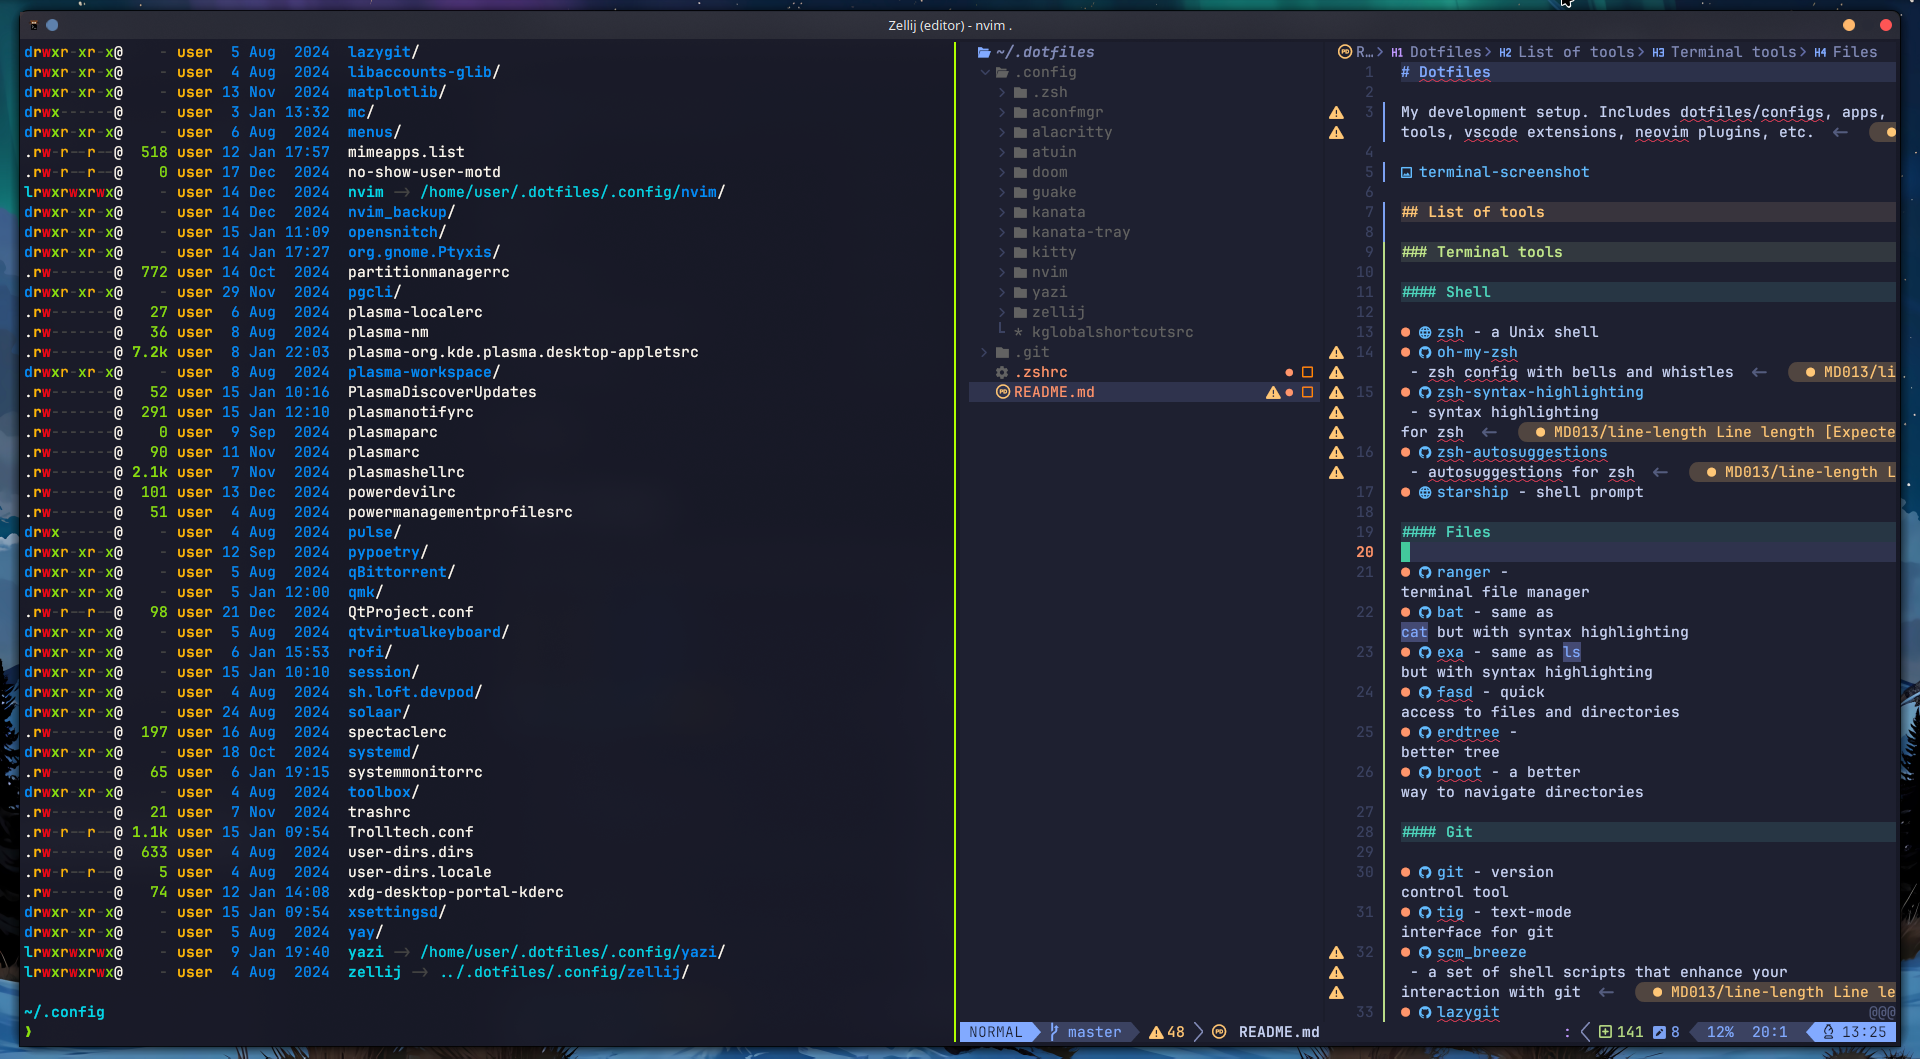 Zellij (editor) - nvim .
drwxr-xr-x@ - user 5 Aug 2024 lazygit/
drwxr-xr-x@ - user 4 Aug 2024 libaccounts-glib/
drwxr-xr-x@ - user 13 Nov 2024 matplotlib/
drwx------@ - user 3 Jan 13:32 mc/
drwxr-xr-x@ - user 6 Aug 2024 menus/
.rw-r--r--@ 518 user 12 Jan 17:57 mimeapps.list
.rw-r--r--@ 0 user 17 Dec 2024 no-show-user-motd
lrwxrwxrwx@ - user 14 Dec 2024 nvim -> /home/user/.dotfiles/.config/nvim/
drwxr-xr-x@ - user 14 Dec 2024 nvim_backup/
drwxr-xr-x@ - user 15 Jan 11:09 opensnitch/
drwxr-xr-x@ - user 14 Jan 17:27 org.gnome.Ptyxis/
.rw-------@ 772 user 14 Oct 2024 partitionmanagerrc
drwxr-xr-x@ - user 29 Nov 2024 pgcli/
.rw-------@ 27 user 6 Aug 2024 plasma-localerc
.rw-------@ 36 user 8 Aug 2024 plasma-nm
.rw-------@ 7.2k user 8 Jan 22:03 plasma-org.kde.plasma.desktop-appletsrc
drwxr-xr-x@ - user 8 Aug 2024 plasma-workspace/
.rw-------@ 52 user 15 Jan 10:16 PlasmaDiscoverUpdates
.rw-------@ 291 user 15 Jan 12:10 plasmanotifyrc
.rw-------@ 0 user 9 Sep 2024 plasmaparc
.rw-------@ 90 user 11 Nov 2024 plasmarc
.rw-------@ 2.1k user 7 Nov 2024 plasmashellrc
.rw-------@ 101 user 13 Dec 2024 powerdevilrc
.rw-------@ 51 user 4 Aug 2024 powermanagementprofilesrc
drwx------@ - user 4 Aug 2024 pulse/
drwxr-xr-x@ - user 12 Sep 2024 pypoetry/
drwxr-xr-x@ - user 5 Aug 2024 qBittorrent/
drwxr-xr-x@ - user 5 Jan 12:00 qmk/
.rw-r--r--@ 98 user 21 Dec 2024 QtProject.conf
drwxr-xr-x@ - user 5 Aug 2024 qtvirtualkeyboard/
drwxr-xr-x@ - user 6 Jan 15:53 rofi/
drwxr-xr-x@ - user 15 Jan 10:10 session/
drwxr-xr-x@ - user 4 Aug 2024 sh.loft.devpod/
drwxr-xr-x@ - user 24 Aug 2024 solaar/
.rw-------@ 197 user 16 Aug 2024 spectaclerc
drwxr-xr-x@ - user 18 Oct 2024 systemd/
.rw-------@ 65 user 6 Jan 19:15 systemmonitorrc
drwxr-xr-x@ - user 4 Aug 2024 toolbox/
.rw-------@ 21 user 7 Nov 2024 trashrc
.rw-r--r--@ 1.1k user 15 Jan 09:54 Trolltech.conf
.rw-------@ 633 user 4 Aug 2024 user-dirs.dirs
.rw-r--r--@ 5 user 4 Aug 2024 user-dirs.locale
.rw-------@ 74 user 12 Jan 14:08 xdg-desktop-portal-kderc
drwxr-xr-x@ - user 15 Jan 09:54 xsettingsd/
drwxr-xr-x@ - user 5 Aug 2024 yay/
lrwxrwxrwx@ - user 9 Jan 19:40 yazi -> /home/user/.dotfiles/.config/yazi/
lrwxrwxrwx@ - user 4 Aug 2024 zellij -> ../.dotfiles/.config/zellij/
~/.config
❯
~/.dotfiles
.config
.zsh
aconfmgr
alacritty
atuin
doom
guake
kanata
kanata-tray
kitty
nvim
yazi
zellij
* kglobalshortcutsrc
.git
.zshrc
README.md
R… > H1 Dotfiles > H2 List of tools > H3 Terminal tools > H4 Files
1 # Dotfiles
2
3 My development setup. Includes dotfiles/configs, apps,
tools, vscode extensions, neovim plugins, etc. ←
4
5 terminal-screenshot
6
7 ## List of tools
8
9 ### Terminal tools
10
11 #### Shell
12
13 zsh - a Unix shell
14 oh-my-zsh
- zsh config with bells and whistles ← MD013/li
15 zsh-syntax-highlighting
- syntax highlighting
for zsh ← MD013/line-length Line length [Expecte
16 zsh-autosuggestions
- autosuggestions for zsh ← MD013/line-length L
17 starship - shell prompt
18
19 #### Files
20
21 ranger -
terminal file manager
22 bat - same as
cat but with syntax highlighting
23 exa - same as ls
but with syntax highlighting
24 fasd - quick
access to files and directories
25 erdtree -
better tree
26 broot - a better
way to navigate directories
27
28 #### Git
29
30 git - version
control tool
31 tig - text-mode
interface for git
32 scm_breeze
- a set of shell scripts that enhance your
interaction with git ← MD013/line-length Line le
33 lazygit @@@
NORMAL master 48 README.md : 141 8 12% 20:1 13:25